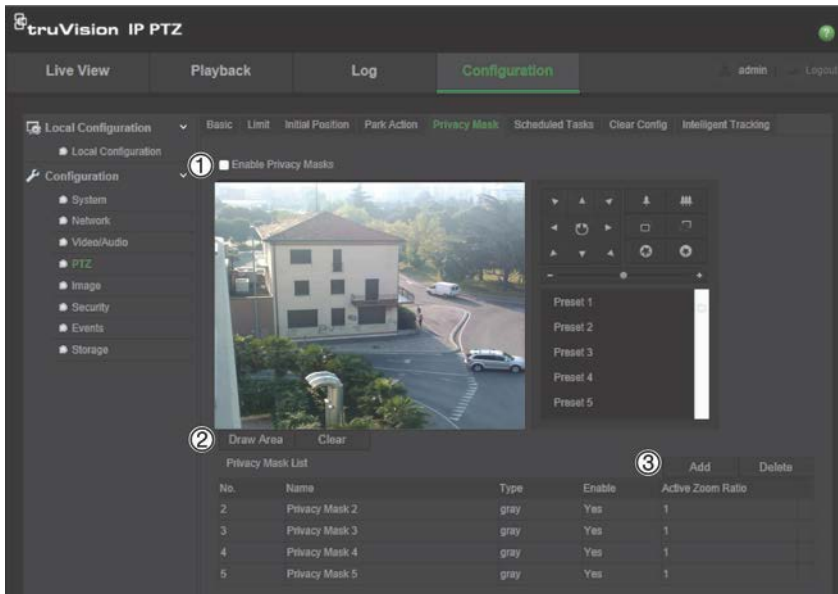 truVision IP PTZ
?
Live View Playback Log Configuration admin Logout
Local Configuration
Local Configuration
Configuration
System
Network
Video/Audio
PTZ
Image
Security
Events
Storage
Basic Limit Initial Position Park Action Privacy Mask Scheduled Tasks Clear Config Intelligent Tracking
① Enable Privacy Masks
- +
Preset 1
Preset 2
Preset 3
Preset 4
Preset 5
② Draw Area Clear
Privacy Mask List
③ Add Delete
No. Name Type Enable Active Zoom Ratio
2 Privacy Mask 2 gray Yes 1
3 Privacy Mask 3 gray Yes 1
4 Privacy Mask 4 gray Yes 1
5 Privacy Mask 5 gray Yes 1